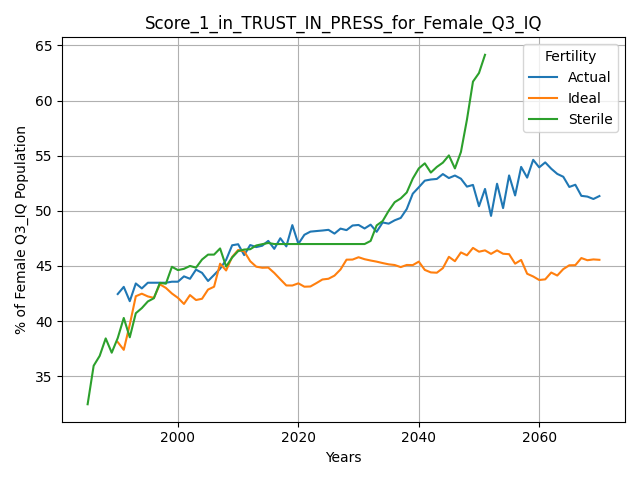 Score_1_in_TRUST_IN_PRESS_for_Female_Q3_IQ
% of Female Q3_IQ Population
65
60
55
50
45
40
35
Fertility
Actual
Ideal
Sterile
2000 2020 2040 2060
Years